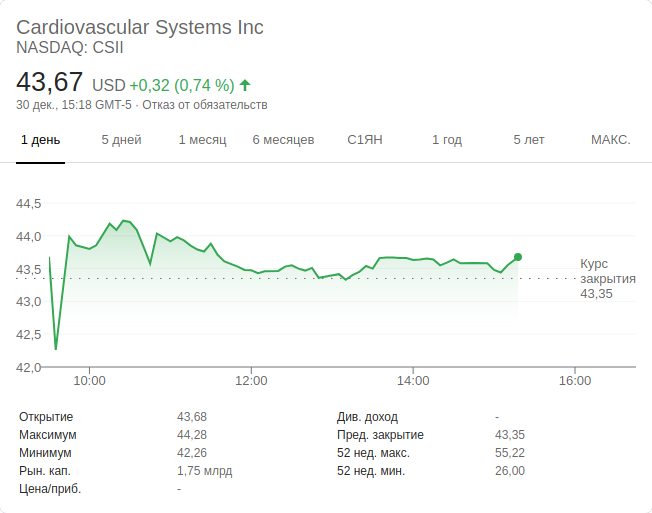 Cardiovascular Systems Inc
NASDAQ: CSII
43,67 USD +0,32 (0,74 %)
30 дек., 15:18 GMT-5 · Отказ от обязательств
1 день 5 дней 1 месяц 6 месяцев С1ЯН 1 год 5 лет МАКС.
44,5
44,0
43,5
43,0
42,5
42,0
Курс
закрытия
43,35
10:00 12:00 14:00 16:00
Открытие 43,68 Див. доход -
Максимум 44,28 Пред. закрытие 43,35
Минимум 42,26 52 нед. макс. 55,22
Рын. кап. 1,75 млрд 52 нед. мин. 26,00
Цена/приб. -